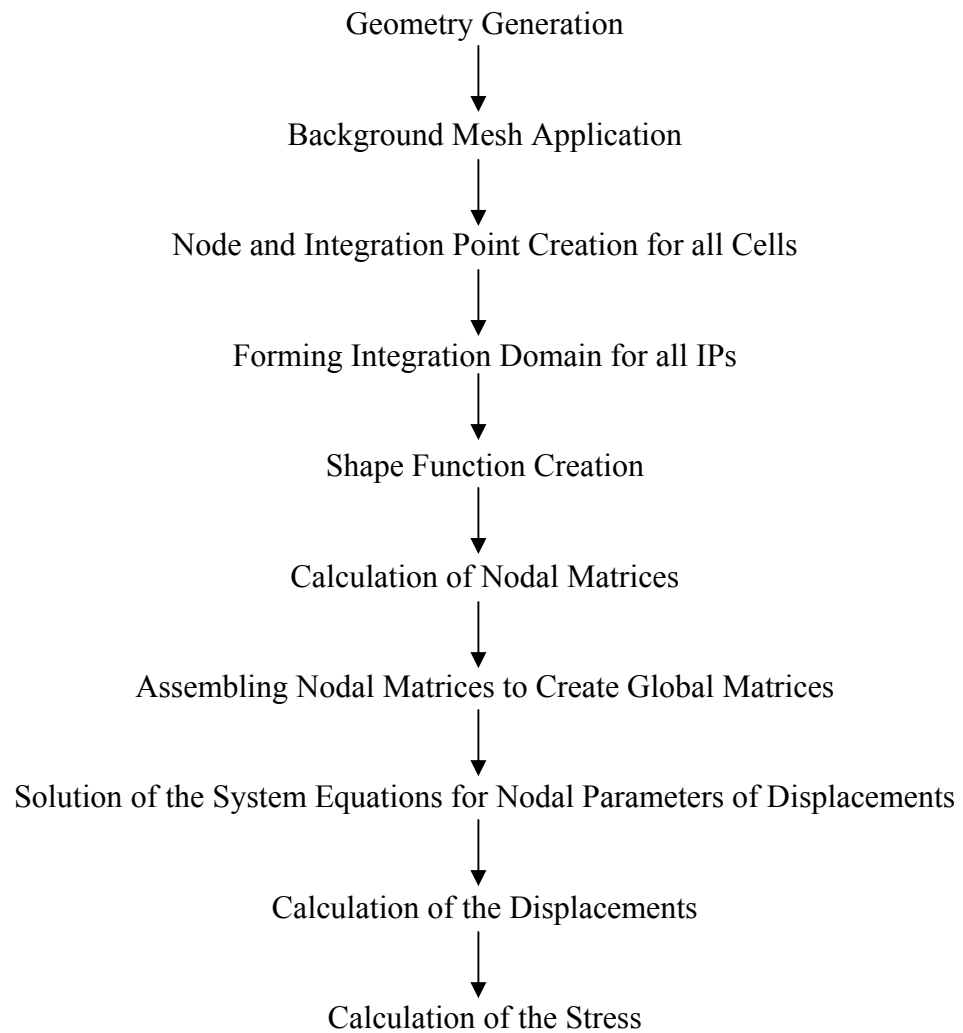 Geometry Generation
Background Mesh Application
Node and Integration Point Creation for all Cells
Forming Integration Domain for all IPs
Shape Function Creation
Calculation of Nodal Matrices
Assembling Nodal Matrices to Create Global Matrices
Solution of the System Equations for Nodal Parameters of Displacements
Calculation of the Displacements
Calculation of the Stress